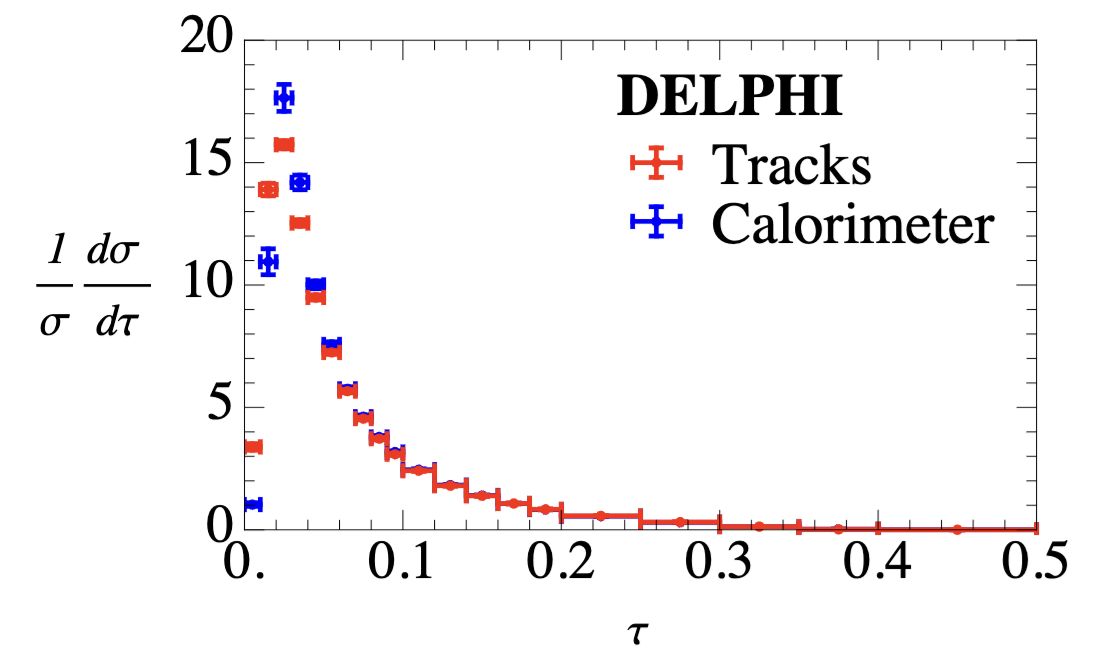 20
15
10
5
0
1 dσ
σ dτ
DELPHI
Tracks
Calorimeter
0. 0.1 0.2 0.3 0.4 0.5
τ